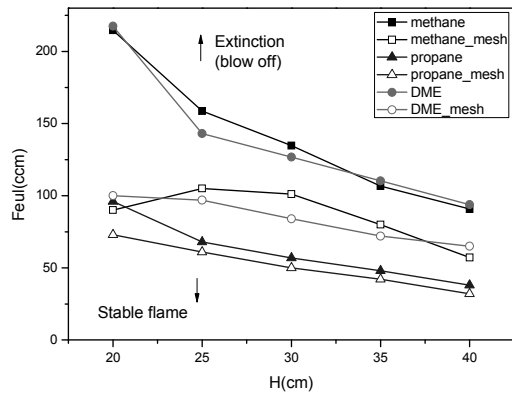 200
150
100
50
0
20
25
30
35
40
Feul(ccm)
H(cm)
Extinction
(blow off)
Stable flame
methane
methane_mesh
propane
propane_mesh
DME
DME_mesh